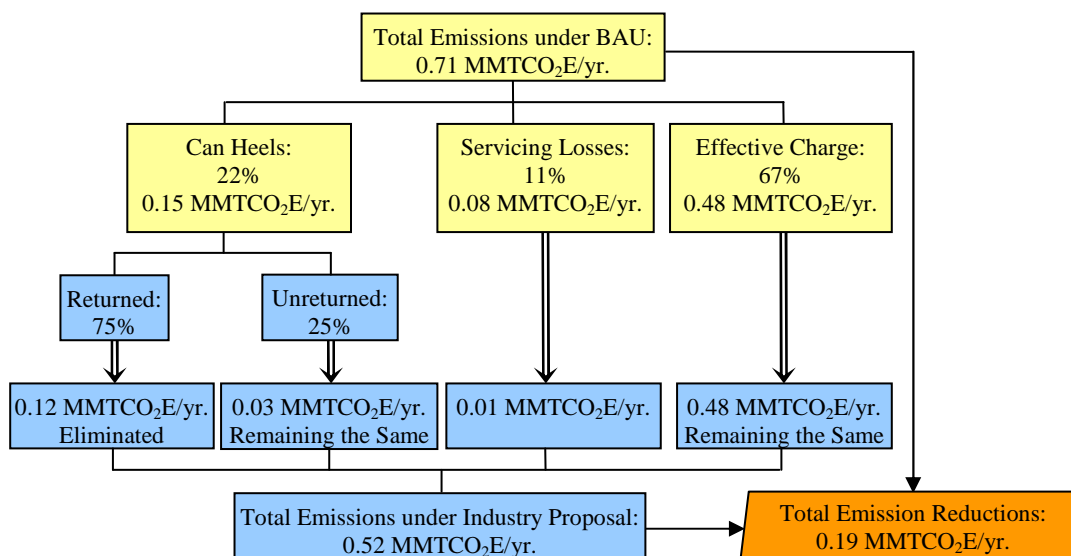 Total Emissions under BAU:
0.71 MMTCO₂E/yr.
Can Heels:
22%
0.15 MMTCO₂E/yr.
Servicing Losses:
11%
0.08 MMTCO₂E/yr.
Effective Charge:
67%
0.48 MMTCO₂E/yr.
Returned:
75%
Unreturned:
25%
0.12 MMTCO₂E/yr.
Eliminated
0.03 MMTCO₂E/yr.
Remaining the Same
0.01 MMTCO₂E/yr.
0.48 MMTCO₂E/yr.
Remaining the Same
Total Emissions under Industry Proposal:
0.52 MMTCO₂E/yr.
Total Emission Reductions:
0.19 MMTCO₂E/yr.